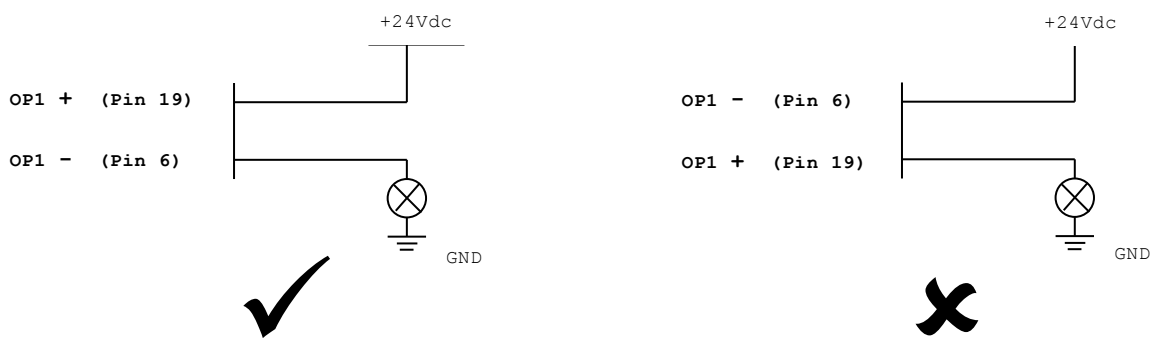 +24Vdc
OP1 + (Pin 19)
OP1 - (Pin 6)
GND
+24Vdc
OP1 - (Pin 6)
OP1 + (Pin 19)
GND